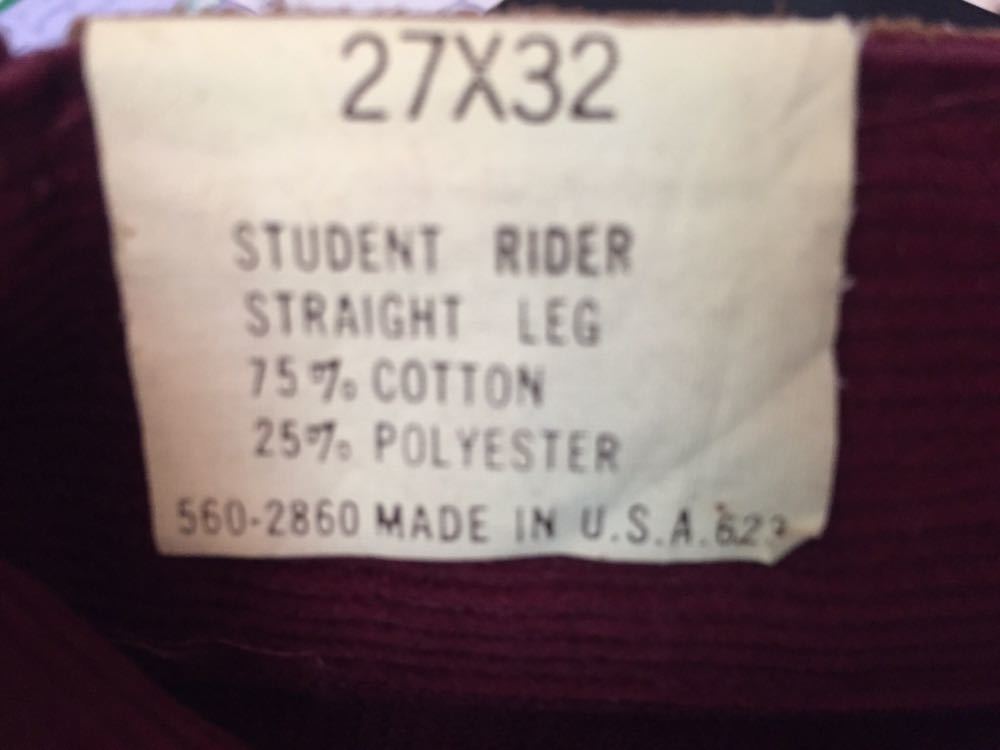 27X32
STUDENT RIDER
STRAIGHT LEG
75% COTTON
25% POLYESTER
560-2860 MADE IN U.S.A.